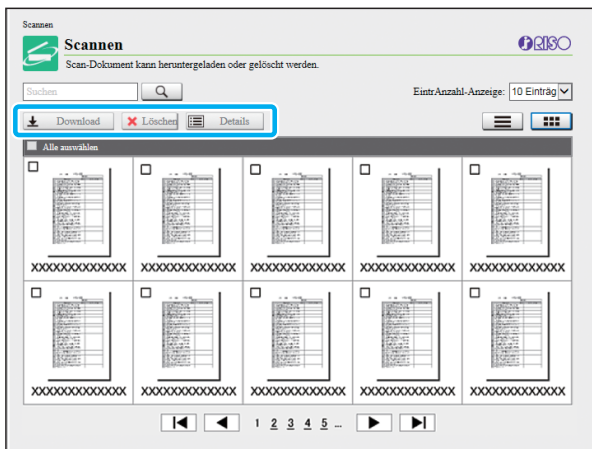 Scannen
Scannen
RISO
Scan-Dokument kann heruntergeladen oder gelöscht werden.
Suchen
EintrAnzahl-Anzeige: 10 Einträg
Download Löschen Details
Alle auswählen
XXXXXXXXXXXXX XXXXXXXXXXXXX XXXXXXXXXXXXX XXXXXXXXXXXXX XXXXXXXXXXXXX
XXXXXXXXXXXXX XXXXXXXXXXXXX XXXXXXXXXXXXX XXXXXXXXXXXXX XXXXXXXXXXXXX
1 2 3 4 5 ...